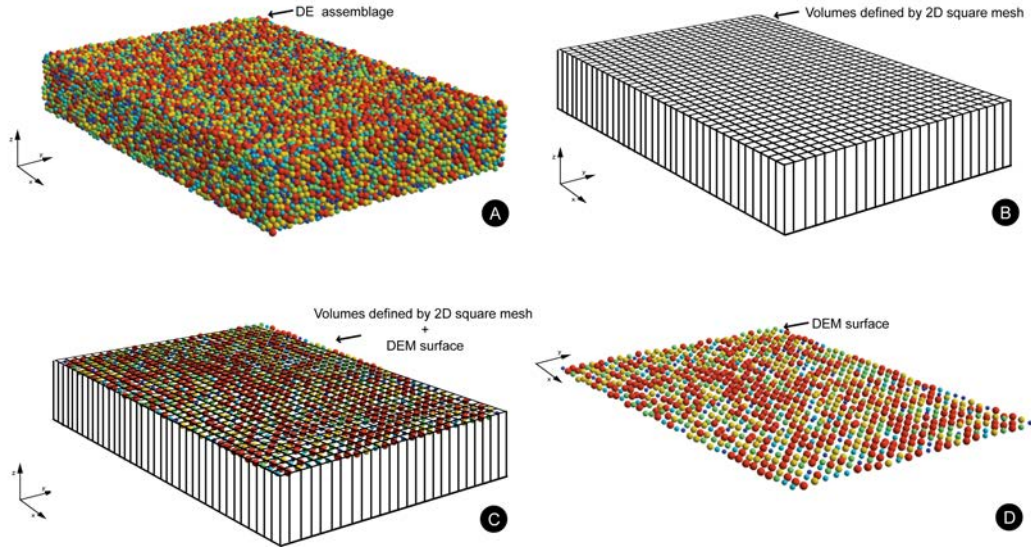 DE assemblage
z
y
x
A
Volumes defined by 2D square mesh
z
y
x
B
Volumes defined by 2D square mesh
+
DEM surface
z
y
x
C
DEM surface
y
x
D